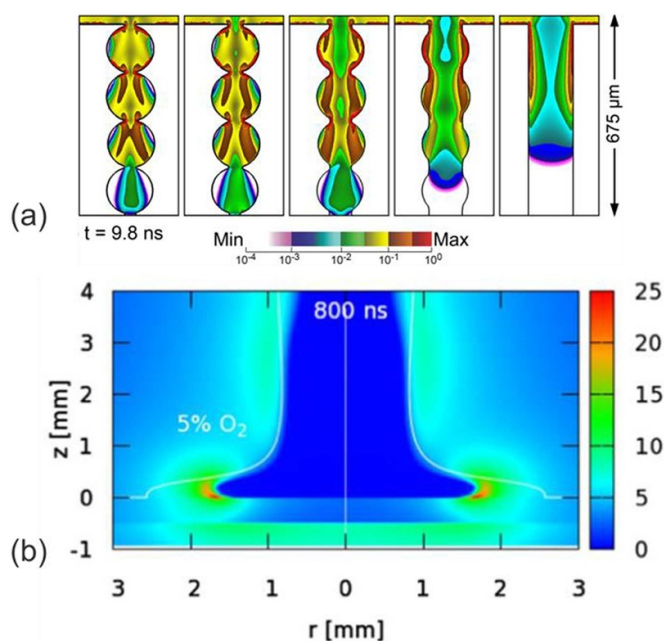 (a)
675 µm
t = 9.8 ns
Min
Max
10⁻⁴ 10⁻³ 10⁻² 10⁻¹ 10⁰
(b)
800 ns
5% O₂
z [mm]
4
3
2
1
0
-1
3 2 1 0 1 2 3
r [mm]
25
20
15
10
5
0